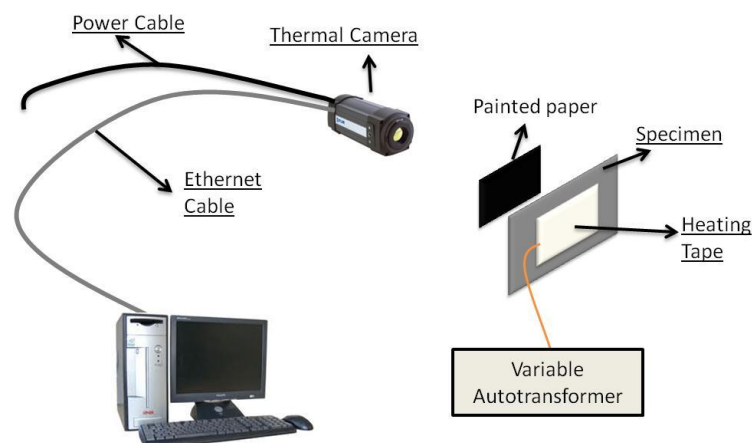 Power Cable
Thermal Camera
Painted paper
Specimen
Ethernet
Cable
Heating
Tape
Variable
Autotransformer